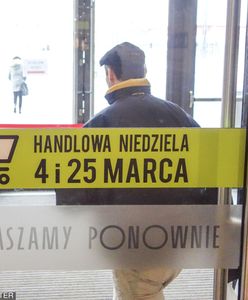 HANDLOWA NIEDZIELA
4 i 25 MARCA
ASZAMY PONOWNIE